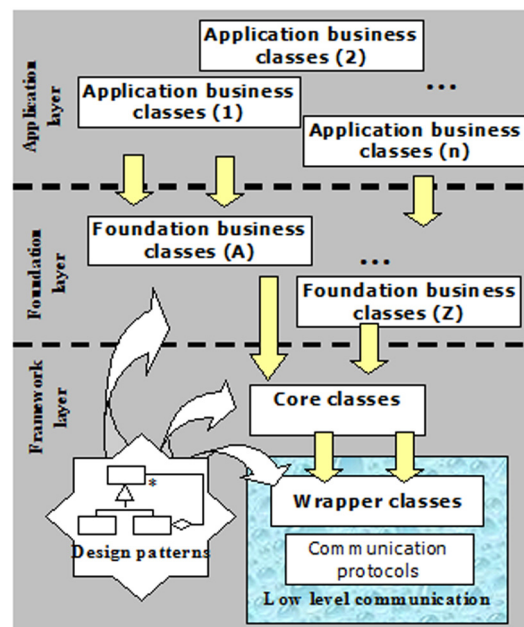 Application business
classes (2)
...
Application business
classes (1)
Application business
classes (n)
Application
layer
Foundation business
classes (A)
...
Foundation business
classes (Z)
Foundation
layer
Core classes
Framework
layer
*
Design patterns
Wrapper classes
Communication
protocols
Low level communication